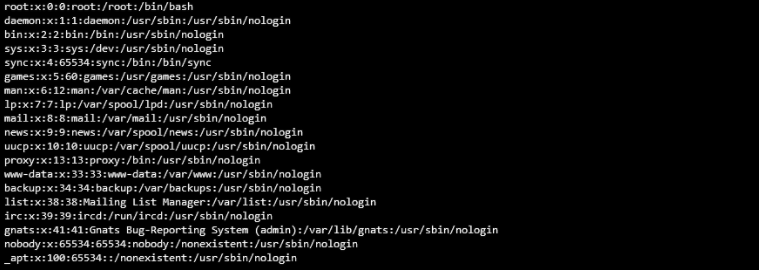 root:x:0:0:root:/root:/bin/bash
daemon:x:1:1:daemon:/usr/sbin:/usr/sbin/nologin
bin:x:2:2:bin:/bin:/usr/sbin/nologin
sys:x:3:3:sys:/dev:/usr/sbin/nologin
sync:x:4:65534:sync:/bin:/bin/sync
games:x:5:60:games:/usr/games:/usr/sbin/nologin
man:x:6:12:man:/var/cache/man:/usr/sbin/nologin
lp:x:7:7:lp:/var/spool/lpd:/usr/sbin/nologin
mail:x:8:8:mail:/var/mail:/usr/sbin/nologin
news:x:9:9:news:/var/spool/news:/usr/sbin/nologin
uucp:x:10:10:uucp:/var/spool/uucp:/usr/sbin/nologin
proxy:x:13:13:proxy:/bin:/usr/sbin/nologin
www-data:x:33:33:www-data:/var/www:/usr/sbin/nologin
backup:x:34:34:backup:/var/backups:/usr/sbin/nologin
list:x:38:38:Mailing List Manager:/var/list:/usr/sbin/nologin
irc:x:39:39:ircd:/run/ircd:/usr/sbin/nologin
gnats:x:41:41:Gnats Bug-Reporting System (admin):/var/lib/gnats:/usr/sbin/nologin
nobody:x:65534:65534:nobody:/nonexistent:/usr/sbin/nologin
_apt:x:100:65534::/nonexistent:/usr/sbin/nologin